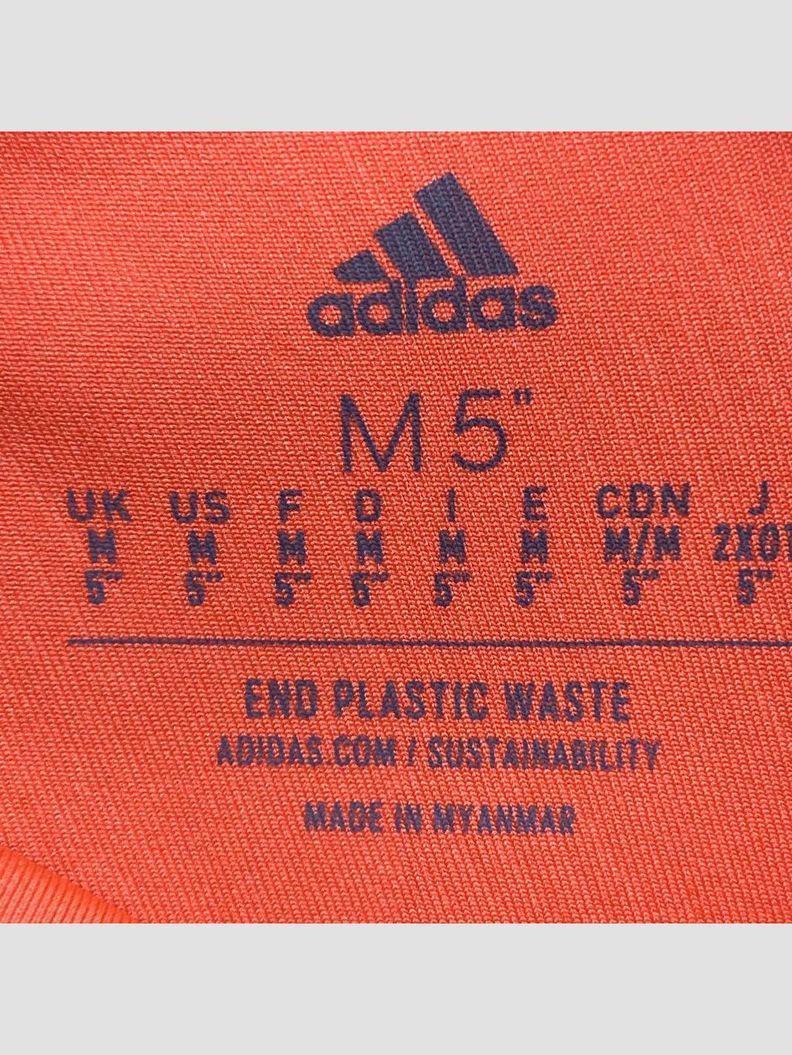 adidas
M 5"
UK US F D I E CDN J
M M M M M M M/M
5" 5" 5" 5" 5" 5" 5" 5"
END PLASTIC WASTE
ADIDAS.COM / SUSTAINABILITY
MADE IN MYANMAR